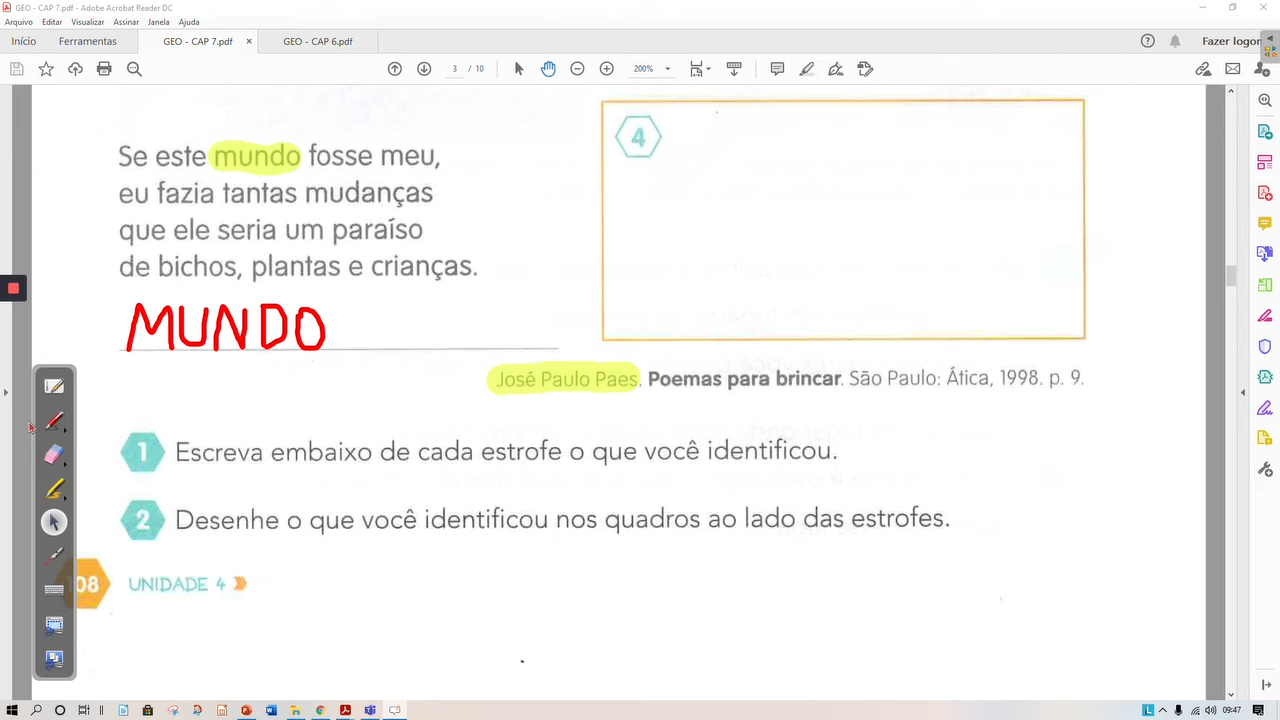 GEO - CAP 7.pdf - Adobe Acrobat Reader DC
Arquivo Editar Visualizar Assinar Janela Ajuda
Início Ferramentas GEO - CAP 7.pdf × GEO - CAP 6.pdf Fazer logon
3 / 10 200%
4
Se este mundo fosse meu,
eu fazia tantas mudanças
que ele seria um paraíso
de bichos, plantas e crianças.
MUNDO
José Paulo Paes. Poemas para brincar. São Paulo: Ática, 1998. p. 9.
1 Escreva embaixo de cada estrofe o que você identificou.
2 Desenhe o que você identificou nos quadros ao lado das estrofes.
08 UNIDADE 4
09:47